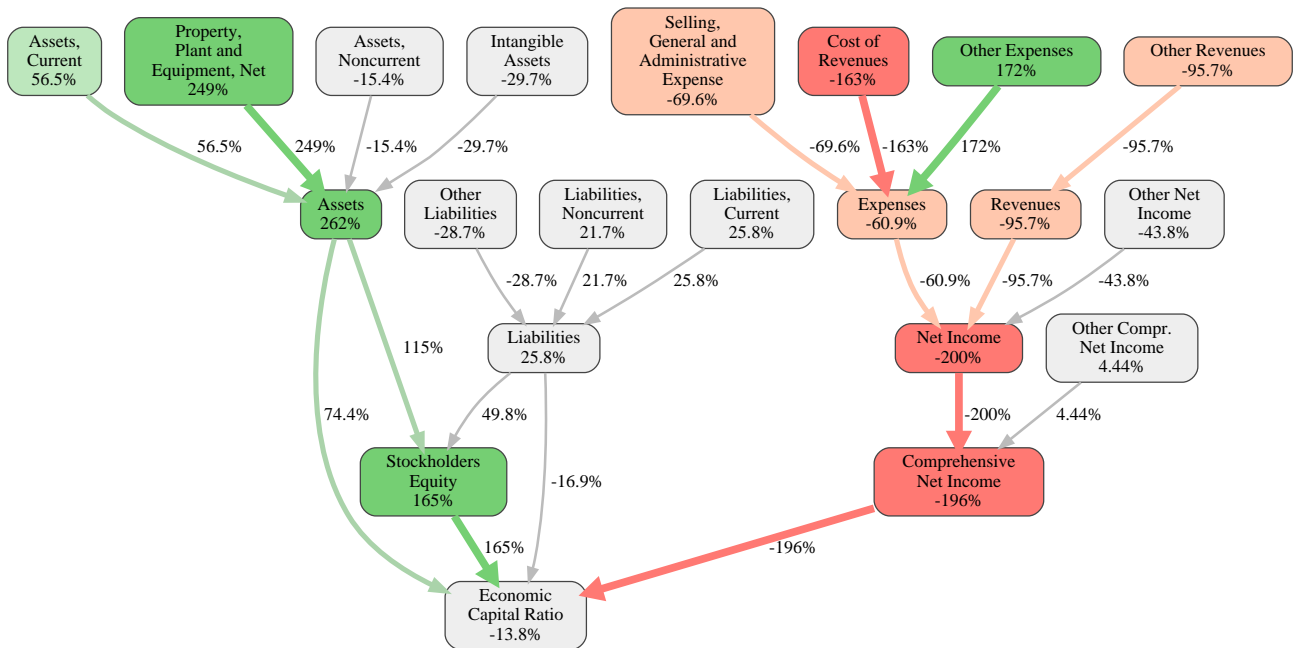 Assets,
Current
56.5%
Property,
Plant and
Equipment, Net
249%
Assets,
Noncurrent
-15.4%
Intangible
Assets
-29.7%
Selling,
General and
Administrative
Expense
-69.6%
Cost of
Revenues
-163%
Other Expenses
172%
Other Revenues
-95.7%
56.5%
249%
-15.4%
-29.7%
-69.6%
-163%
172%
-95.7%
Assets
262%
Other
Liabilities
-28.7%
Liabilities,
Noncurrent
21.7%
Liabilities,
Current
25.8%
Expenses
-60.9%
Revenues
-95.7%
Other Net
Income
-43.8%
-28.7%
21.7%
25.8%
-60.9%
-95.7%
-43.8%
115%
Liabilities
25.8%
Net Income
-200%
Other Compr.
Net Income
4.44%
74.4%
49.8%
-200%
4.44%
Stockholders
Equity
165%
-16.9%
Comprehensive
Net Income
-196%
165%
-196%
Economic
Capital Ratio
-13.8%